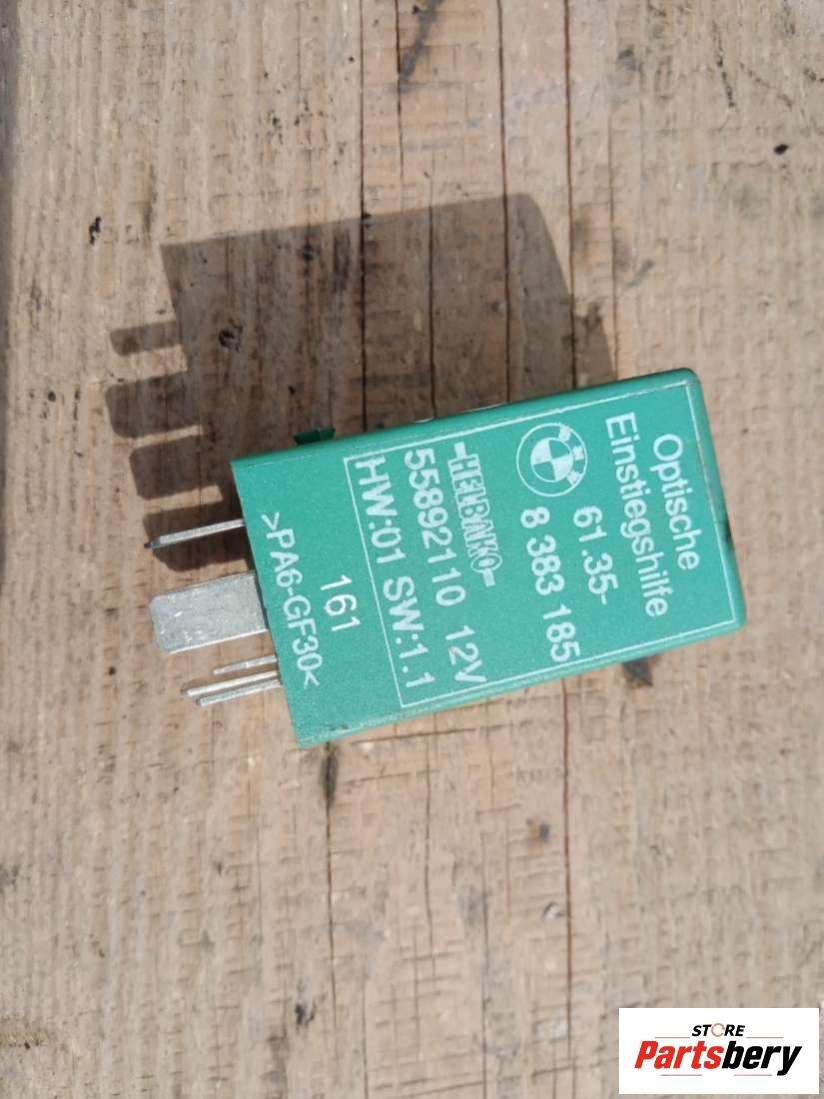 Optische
Einstiegshilfe
61.35-
8 383 185
HELBAKO
55892110 12V
HW:01 SW:1.1
161
>PA6-GF30<
STORE
Partsbery